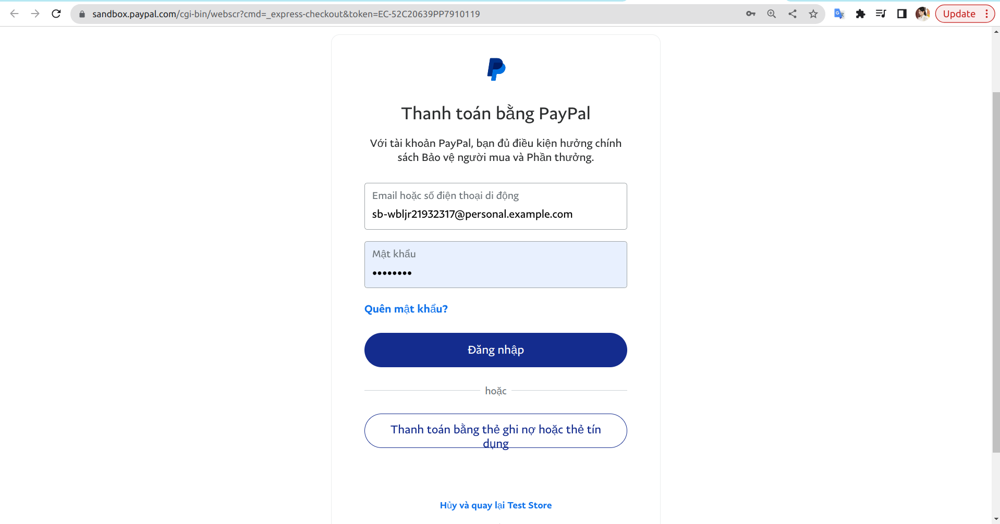 sandbox.paypal.com/cgi-bin/webscr?cmd=_express-checkout&token=EC-52C20639PP7910119
Update
Thanh toán bằng PayPal
Với tài khoản PayPal, bạn đủ điều kiện hưởng chính
sách Bảo vệ người mua và Phần thưởng.
Email hoặc số điện thoại di động
sb-wbljr21932317@personal.example.com
Mật khẩu
••••••••
Quên mật khẩu?
Đăng nhập
hoặc
Thanh toán bằng thẻ ghi nợ hoặc thẻ tín
dụng
Hủy và quay lại Test Store